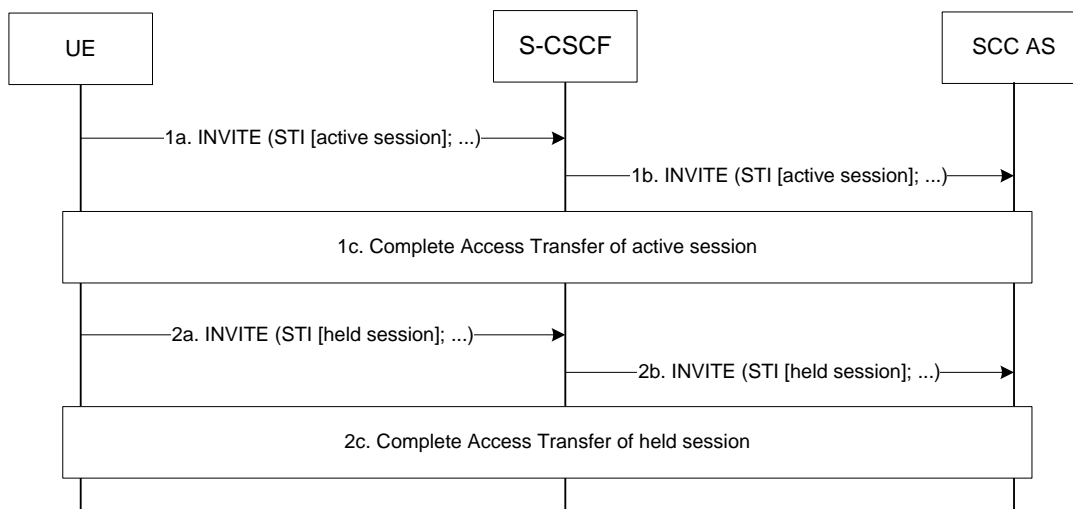 UE
S-CSCF
SCC AS
1a. INVITE (STI [active session]; ...)
1b. INVITE (STI [active session]; ...)
1c. Complete Access Transfer of active session
2a. INVITE (STI [held session]; ...)
2b. INVITE (STI [held session]; ...)
2c. Complete Access Transfer of held session